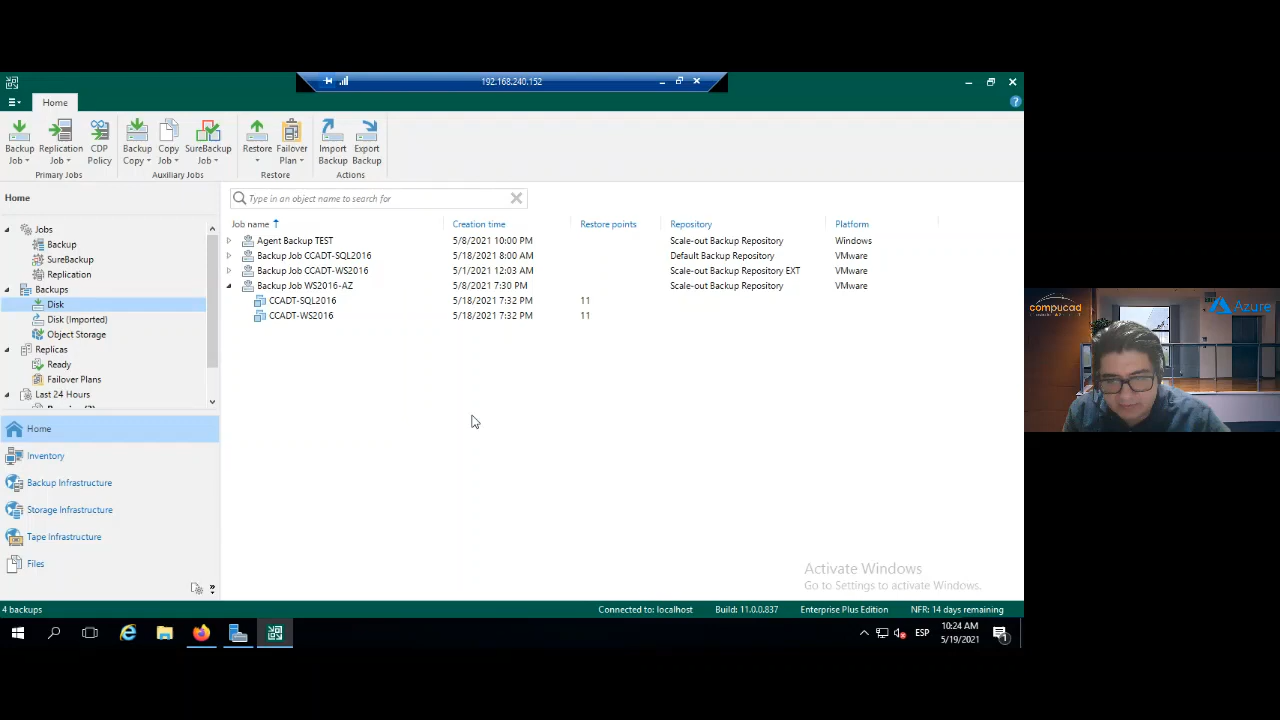 192.168.240.152
Home
Backup Job
Replication Job
CDP Policy
Backup Copy
Copy Job
SureBackup Job
Restore
Failover Plan
Import Backup
Export Backup
Primary Jobs
Auxiliary Jobs
Restore
Actions
Home
Type in an object name to search for
Jobs
Backup
SureBackup
Replication
Backups
Disk
Disk (Imported)
Object Storage
Replicas
Ready
Failover Plans
Last 24 Hours
Home
Inventory
Backup Infrastructure
Storage Infrastructure
Tape Infrastructure
Files
Job name Creation time Restore points Repository Platform
Agent Backup TEST 5/8/2021 10:00 PM Scale-out Backup Repository Windows
Backup Job CCADT-SQL2016 5/18/2021 8:00 AM Default Backup Repository VMware
Backup Job CCADT-WS2016 5/1/2021 12:03 AM Scale-out Backup Repository EXT VMware
Backup Job WS2016-AZ 5/8/2021 7:30 PM Scale-out Backup Repository VMware
CCADT-SQL2016 5/18/2021 7:32 PM 11
CCADT-WS2016 5/18/2021 7:32 PM 11
Activate Windows
Go to Settings to activate Windows.
4 backups
Connected to: localhost Build: 11.0.0.837 Enterprise Plus Edition NFR: 14 days remaining
ESP
10:24 AM
5/19/2021
1
compucad
Azure